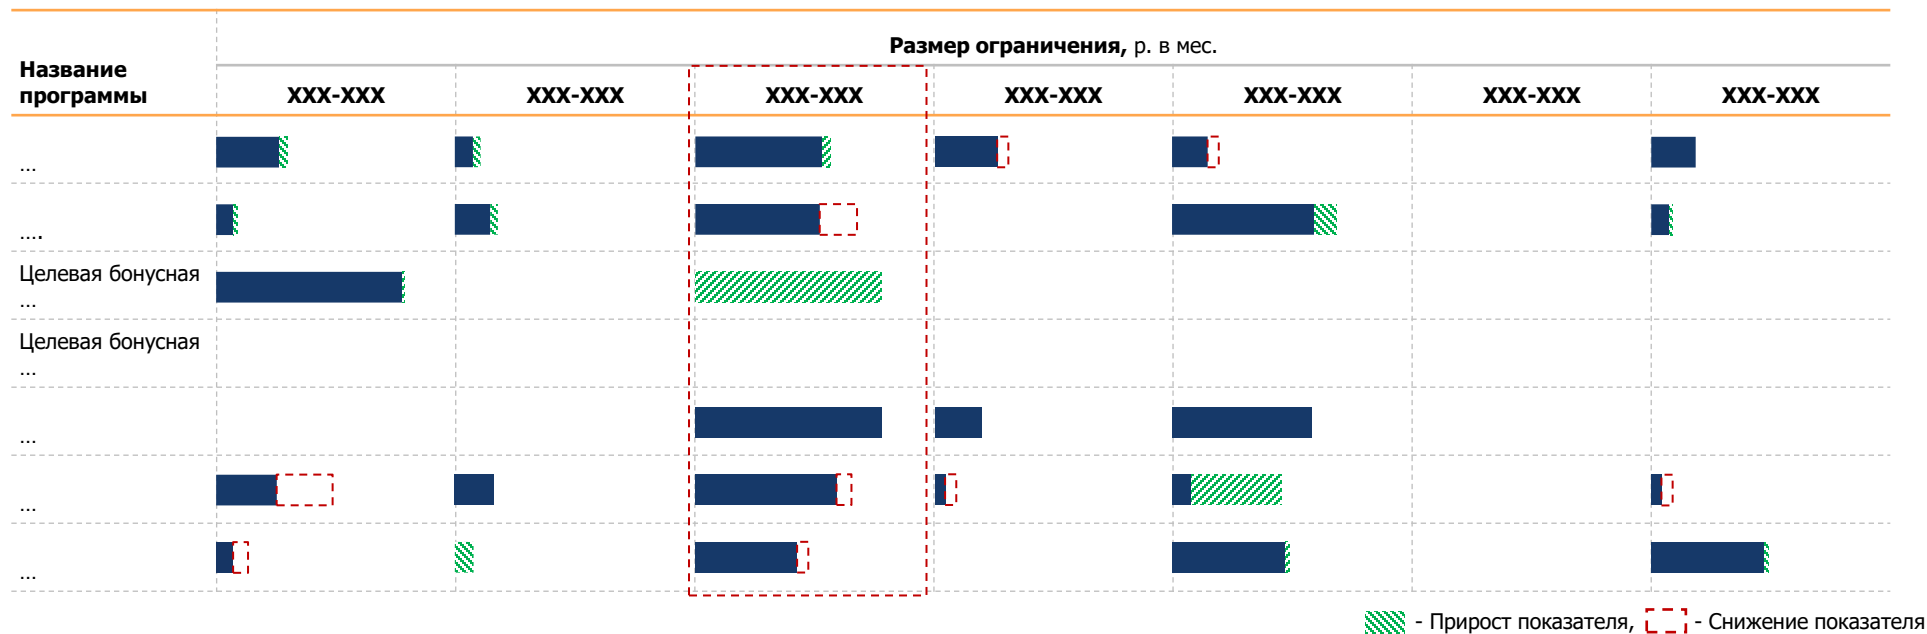 Размер ограничения, р. в мес.
Название
программы
XXX-XXX XXX-XXX XXX-XXX XXX-XXX XXX-XXX XXX-XXX XXX-XXX
...
....
Целевая бонусная
...
Целевая бонусная
...
...
...
...
- Прирост показателя, - Снижение показателя